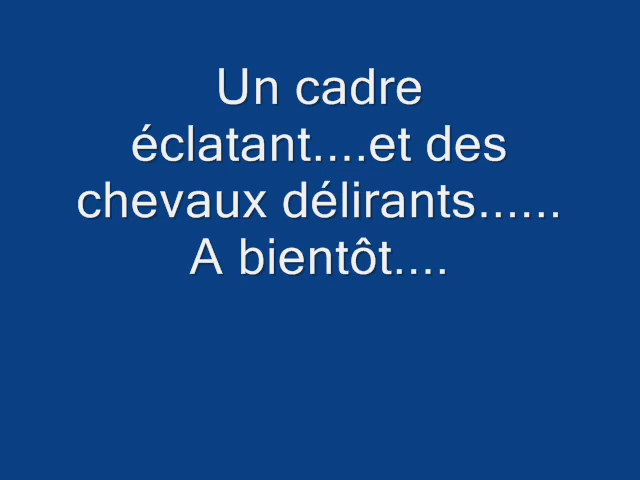 Un cadre
éclatant....et des
chevaux délirants......
A bientôt....